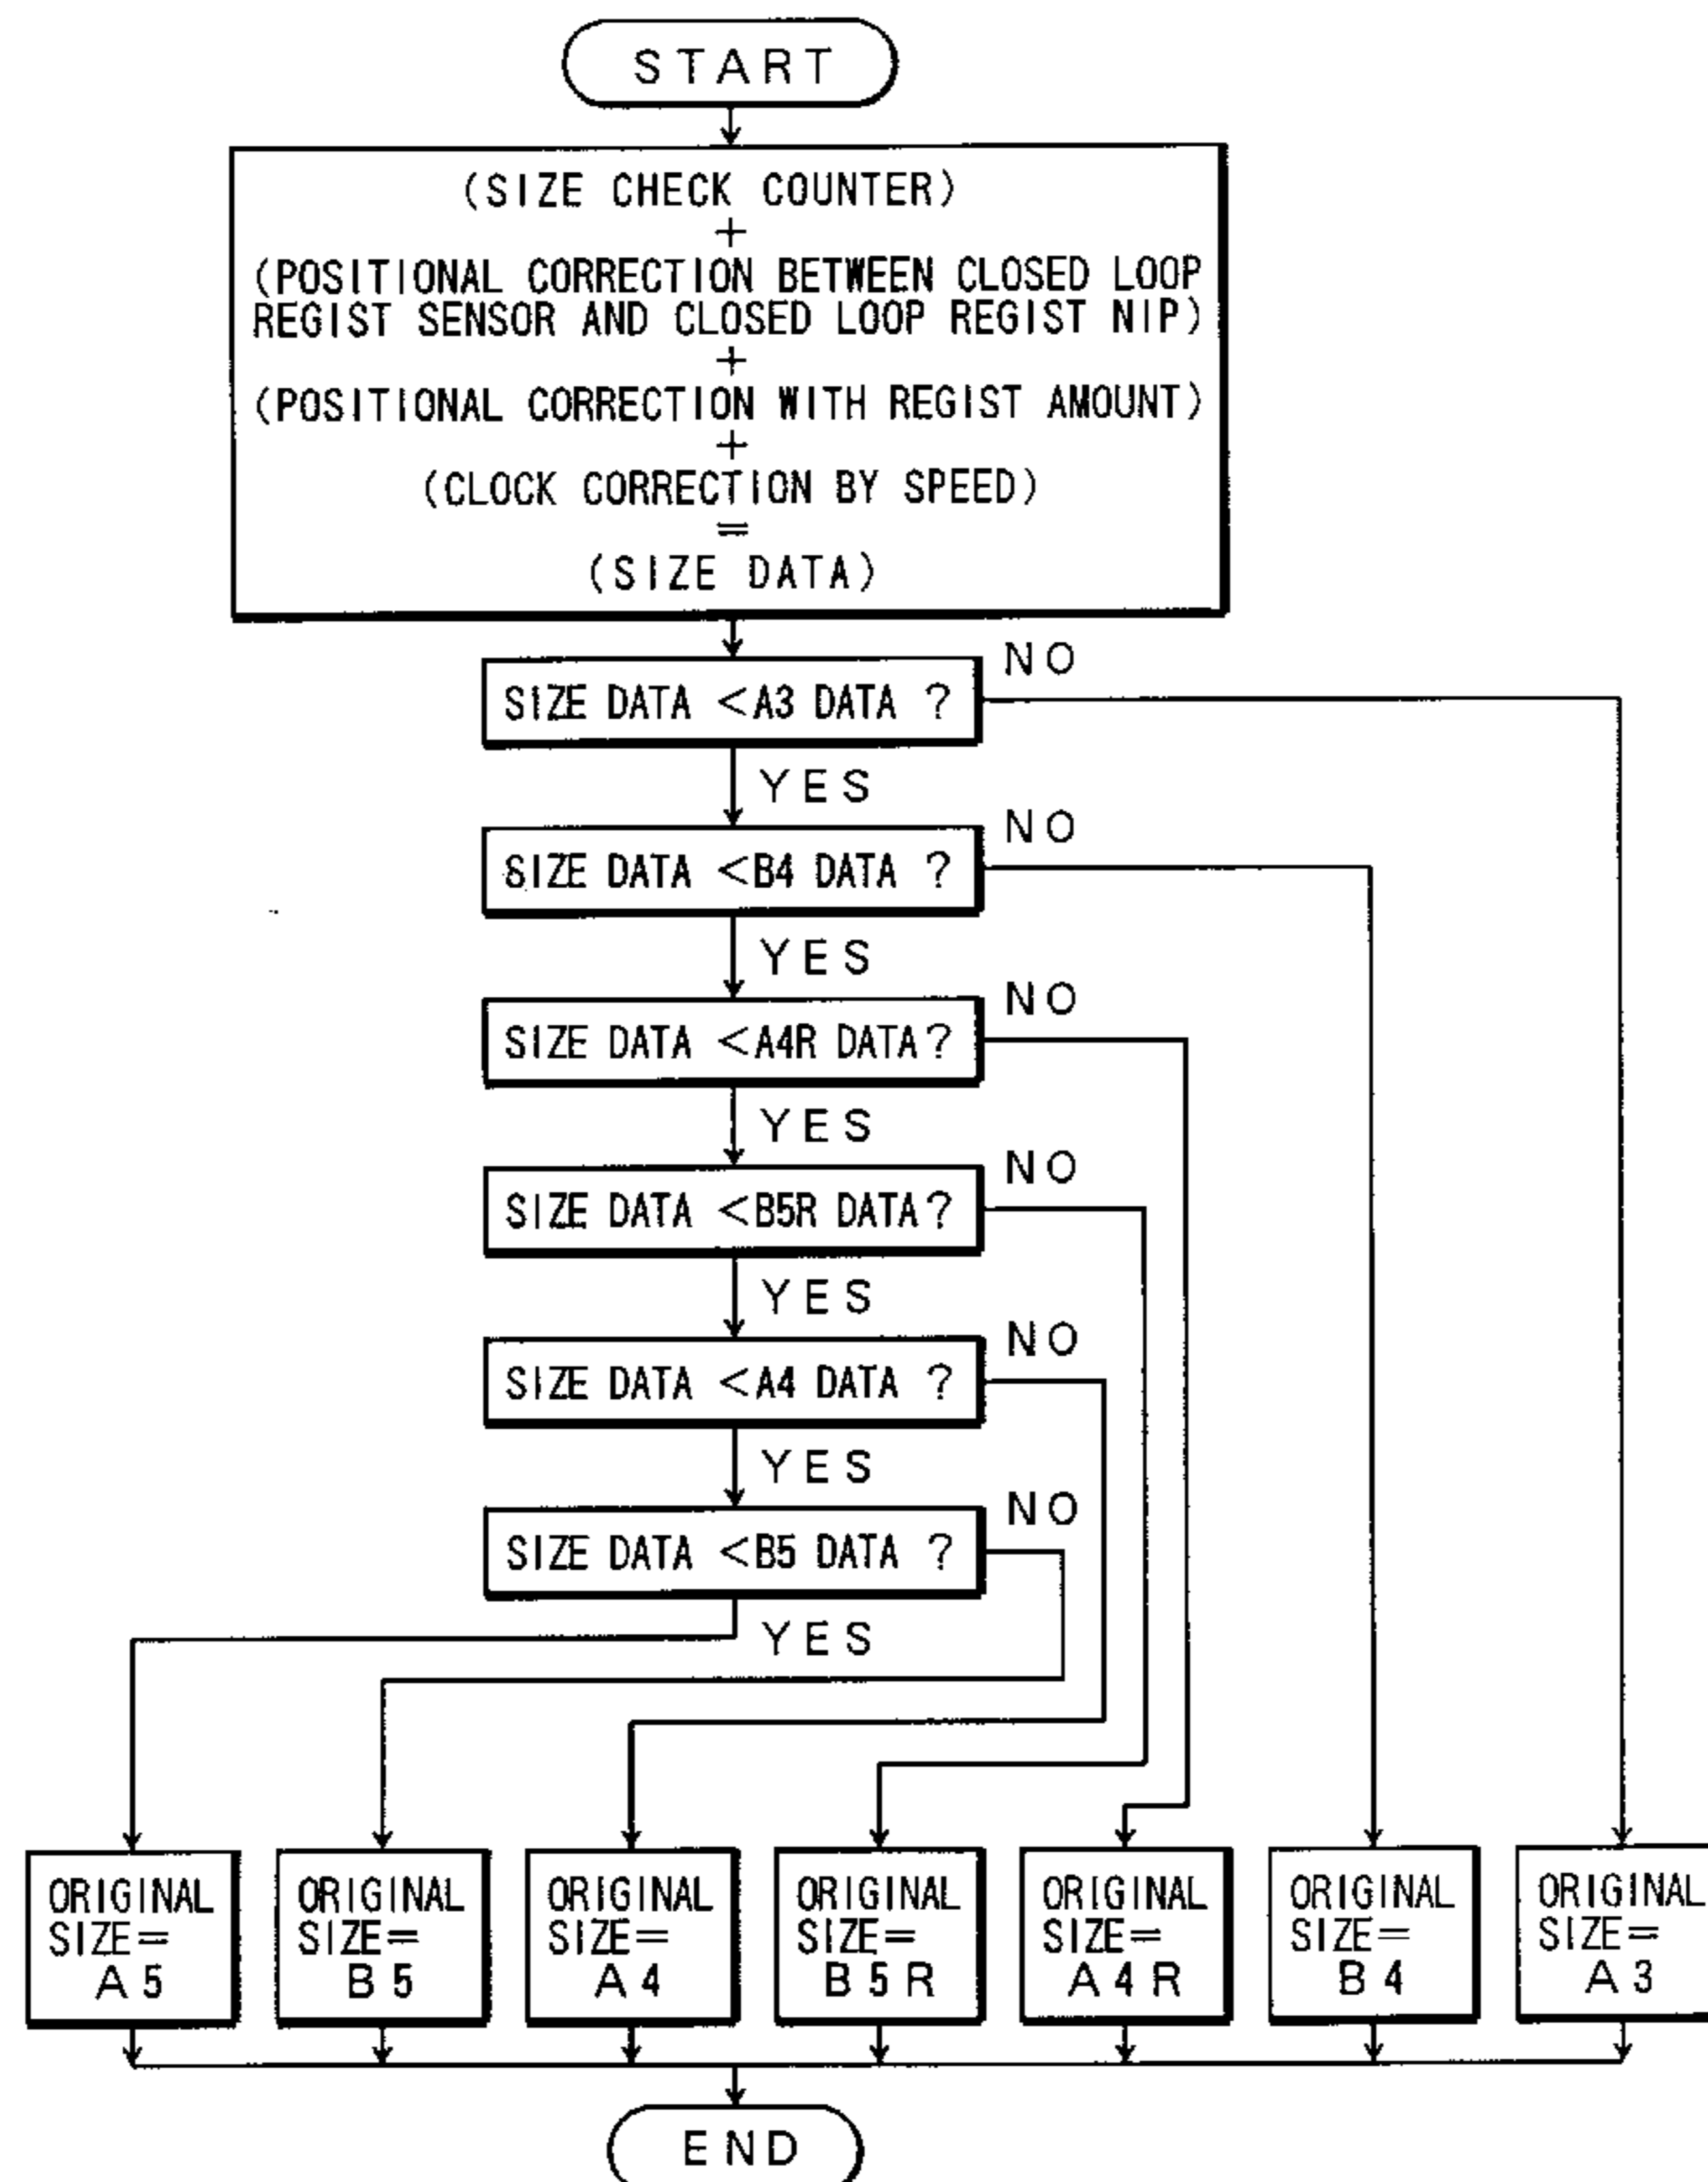 START
(SIZE CHECK COUNTER)
+
(POSITIONAL CORRECTION BETWEEN CLOSED LOOP
REGIST SENSOR AND CLOSED LOOP REGIST NIP)
+
(POSITIONAL CORRECTION WITH REGIST AMOUNT)
+
(CLOCK CORRECTION BY SPEED)
=
(SIZE DATA)
NO
SIZE DATA <A3 DATA ?
YES
NO
SIZE DATA <B4 DATA ?
YES
NO
SIZE DATA <A4R DATA?
YES
NO
SIZE DATA <B5R DATA?
YES
NO
SIZE DATA <A4 DATA ?
YES
NO
SIZE DATA <B5 DATA ?
YES
ORIGINAL
SIZE=
A5
ORIGINAL
SIZE=
B5
ORIGINAL
SIZE=
A4
ORIGINAL
SIZE=
B5R
ORIGINAL
SIZE=
A4R
ORIGINAL
SIZE=
B4
ORIGINAL
SIZE=
A3
END